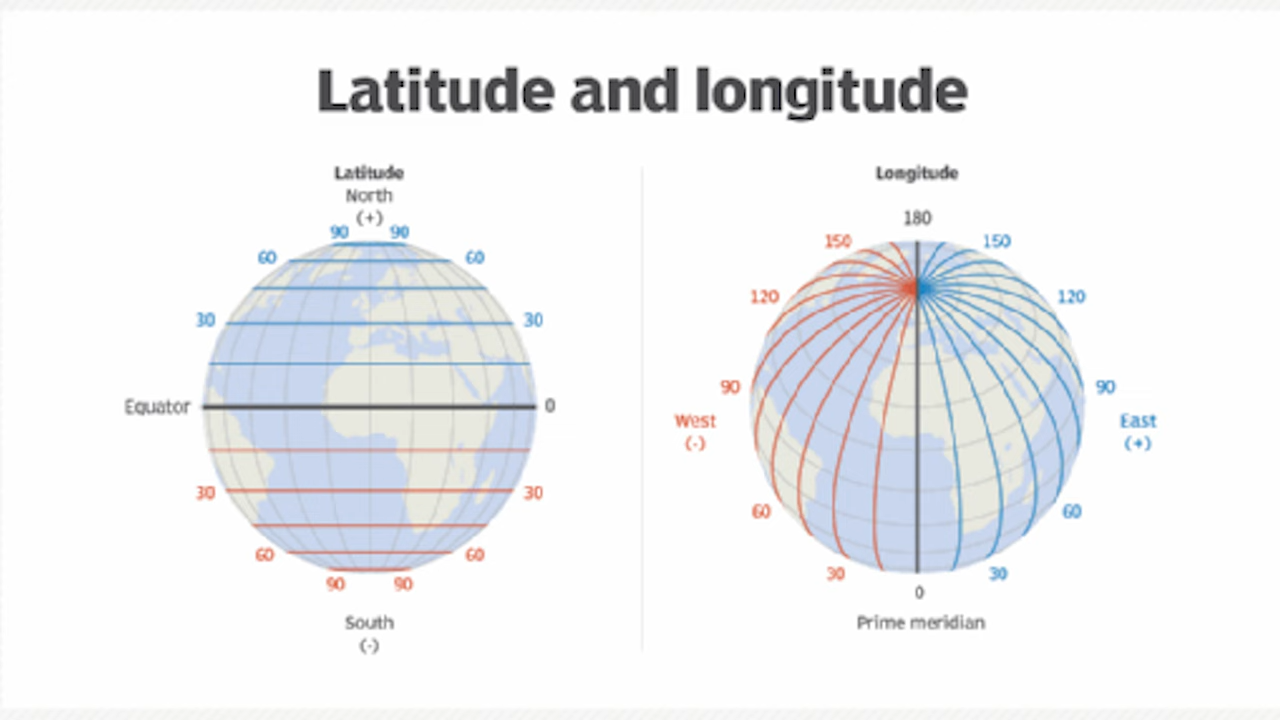 Latitude and longitude
Latitude
North
(+)
90 90
60 60
30 30
Equator 0
30 30
60 60
90 90
South
(-)
Longitude
180
150 150
120 120
90 90
West East
(-) (+)
60 60
30 30
0
Prime meridian